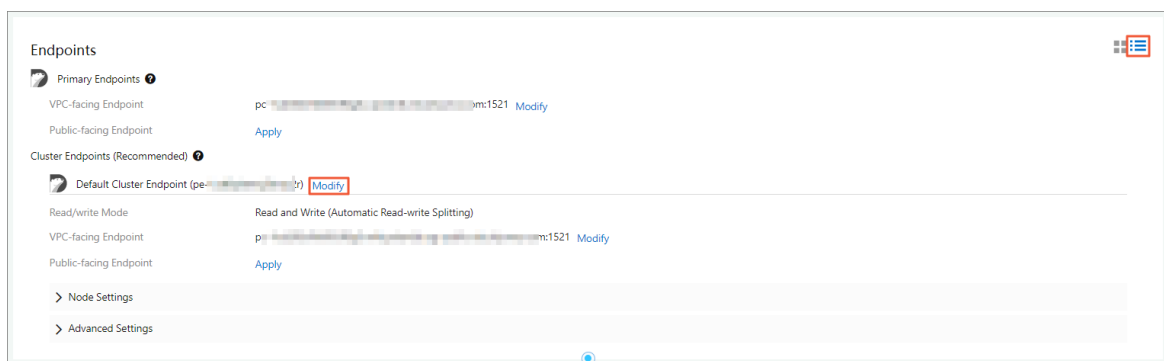 Endpoints
Primary Endpoints ?
VPC-facing Endpoint pc m:1521 Modify
Public-facing Endpoint Apply
Cluster Endpoints (Recommended) ?
Default Cluster Endpoint (pe- r) Modify
Read/write Mode Read and Write (Automatic Read-write Splitting)
VPC-facing Endpoint p m:1521 Modify
Public-facing Endpoint Apply
Node Settings
Advanced Settings